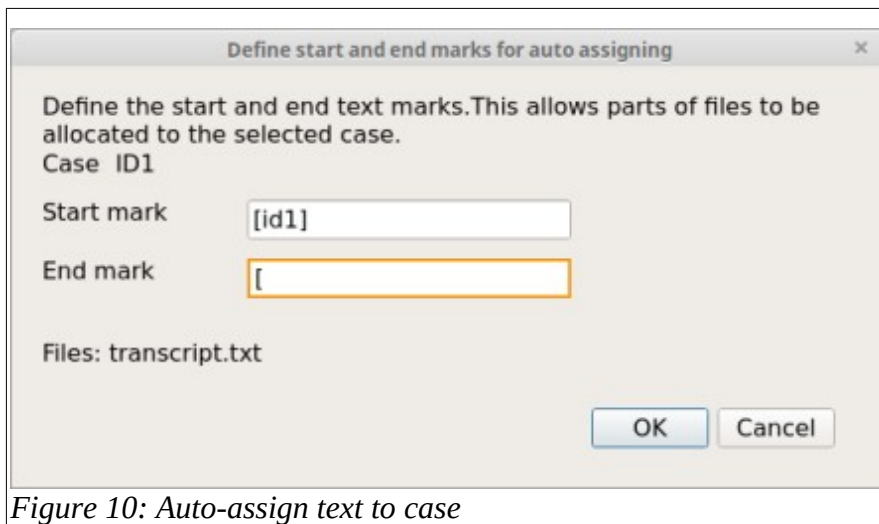 Define start and end marks for auto assigning ×
Define the start and end text marks.This allows parts of files to be
allocated to the selected case.
Case ID1
Start mark [id1]
End mark [
Files: transcript.txt
OK Cancel
Figure 10: Auto-assign text to case